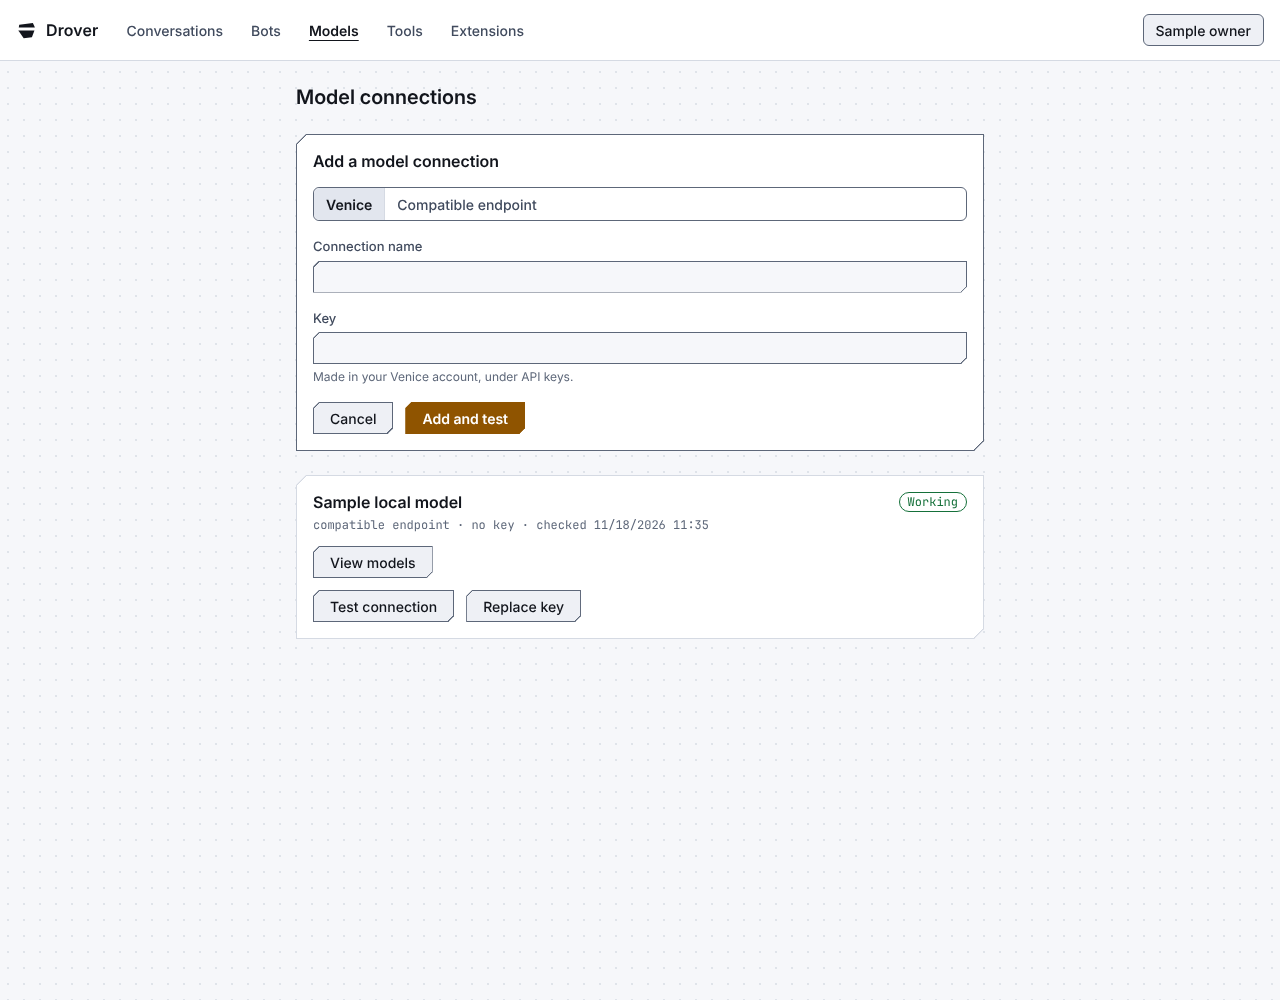 Drover
Conversations
Bots
Models
Tools
Extensions
Sample owner
Model connections
Add a model connection
Venice
Compatible endpoint
Connection name
Key
Made in your Venice account, under API keys.
Cancel
Add and test
Sample local model
Working
compatible endpoint · no key · checked 11/18/2026 11:35
View models
Test connection
Replace key